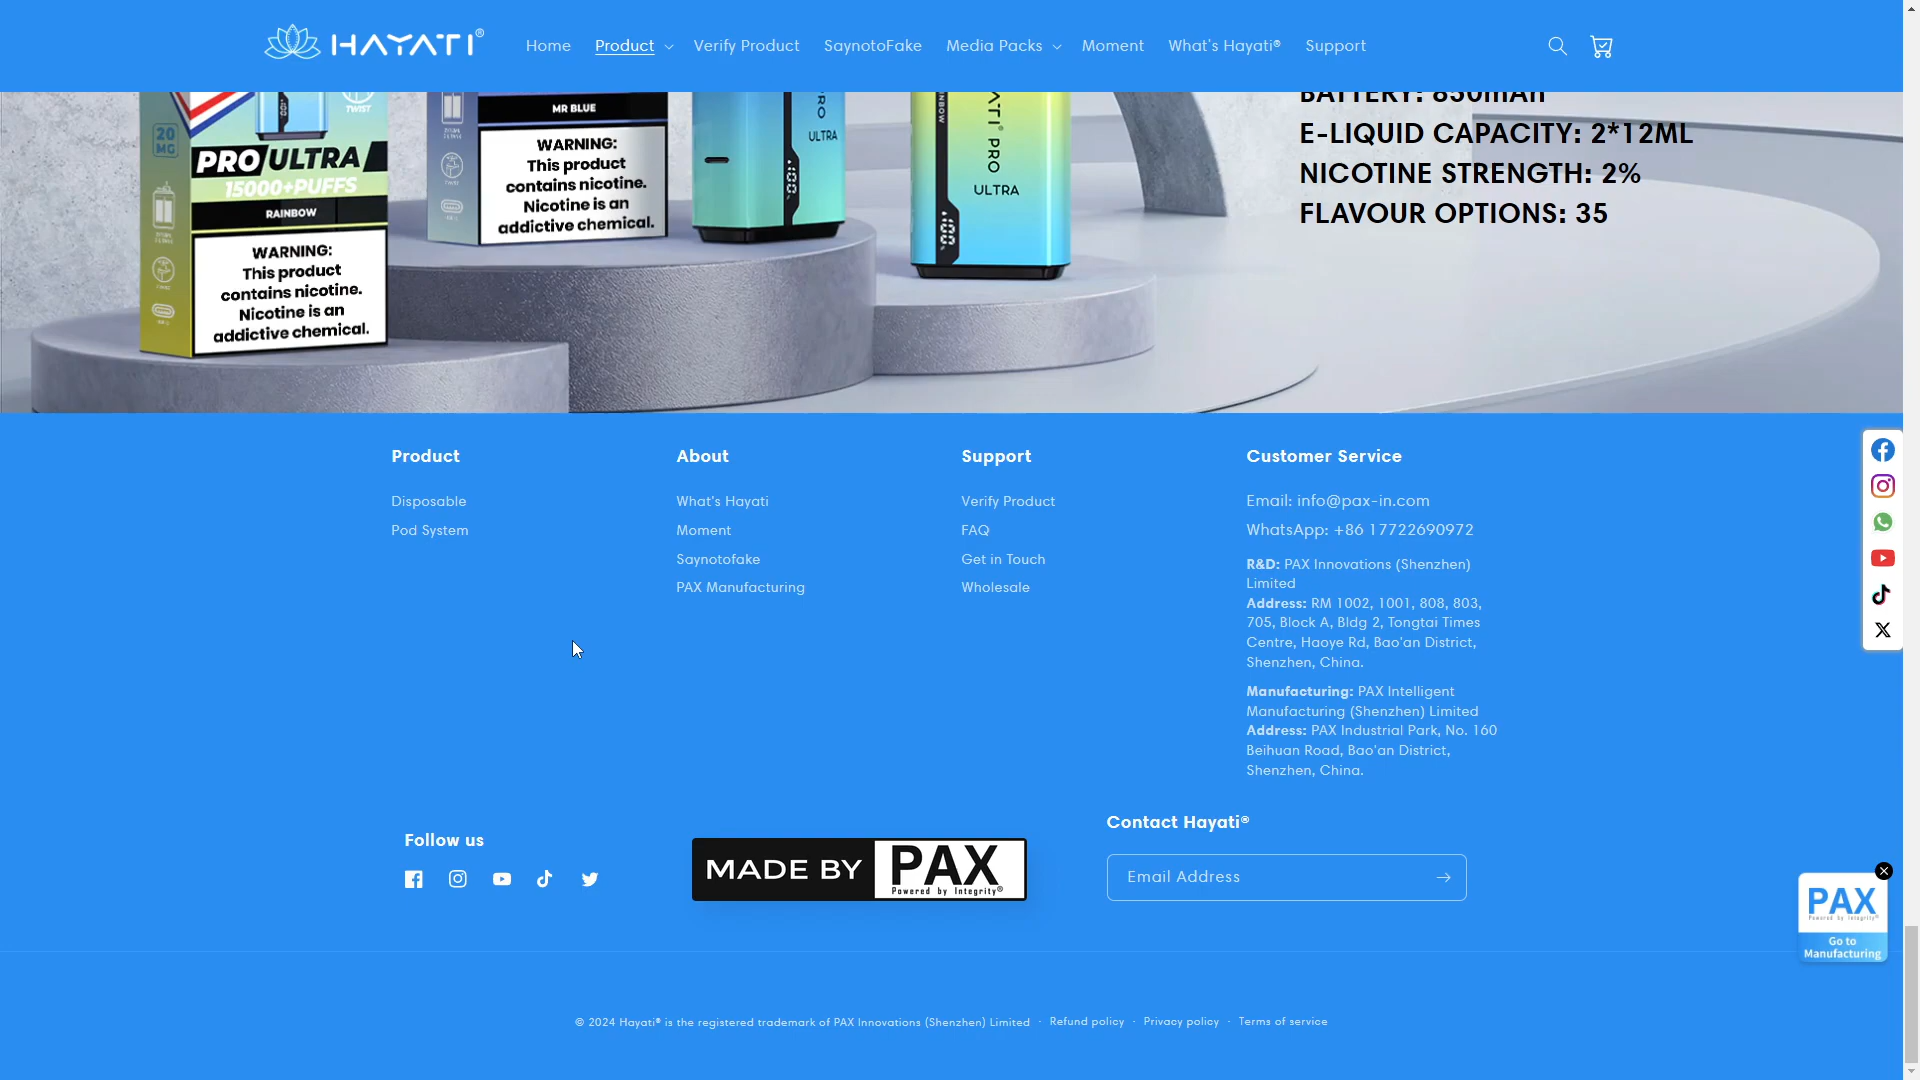 HAYATI®
Home
Product
Verify Product
SaynotoFake
Media Packs
Moment
What's Hayati®
Support
TWIST
20
MG
PRO ULTRA
15000+PUFFS
RAINBOW
WARNING:
This product
contains nicotine.
Nicotine is an
addictive chemical.
MR BLUE
WARNING:
This product
contains nicotine.
Nicotine is an
addictive chemical.
PRO
ULTRA
100
PRO
ULTRA
100
BATTERY: 850mAh
E-LIQUID CAPACITY: 2*12ML
NICOTINE STRENGTH: 2%
FLAVOUR OPTIONS: 35
Product
Disposable
Pod System
About
What's Hayati
Moment
Saynotofake
PAX Manufacturing
Support
Verify Product
FAQ
Get in Touch
Wholesale
Customer Service
Email: info@pax-in.com
WhatsApp: +86 17722690972
R&D: PAX Innovations (Shenzhen)
Limited
Address: RM 1002, 1001, 808, 803,
705, Block A, Bldg 2, Tongtai Times
Centre, Haoye Rd, Bao'an District,
Shenzhen, China.
Manufacturing: PAX Intelligent
Manufacturing (Shenzhen) Limited
Address: PAX Industrial Park, No. 160
Beihuan Road, Bao'an District,
Shenzhen, China.
Follow us
MADE BY PAX
Powered by Integrity®
Contact Hayati®
Email Address
PAX
Powered by Integrity®
Go to
Manufacturing
© 2024 Hayati® is the registered trademark of PAX Innovations (Shenzhen) Limited · Refund policy · Privacy policy · Terms of service